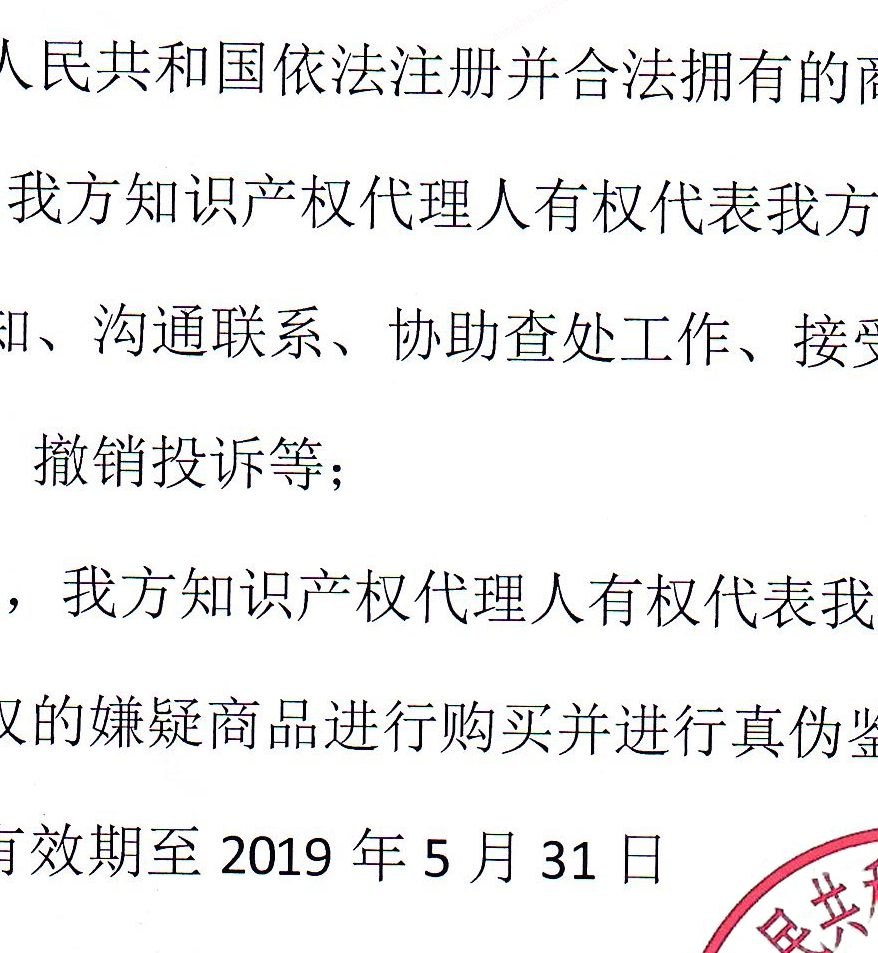 人民共和国依法注册并合法拥有的商
我方知识产权代理人有权代表我方
知、沟通联系、协助查处工作、接受
撤销投诉等；
，我方知识产权代理人有权代表我
权的嫌疑商品进行购买并进行真伪鉴
有效期至 2019 年 5 月 31 日
民共和